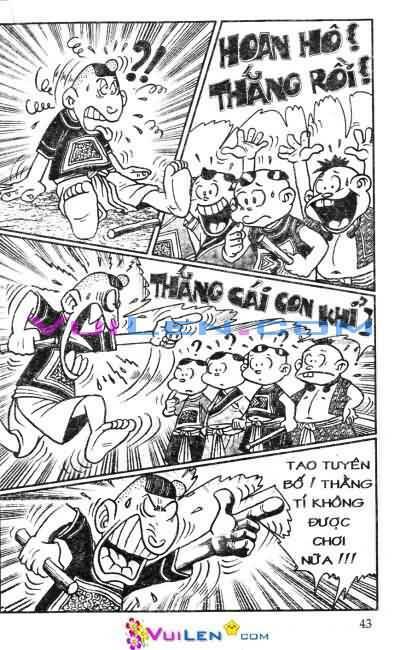 ?!
HOAN HÔ!
THẮNG RỒI!
THẮNG CÁI CON KHỈ?
VUILEN.COM
? ? ? ?
TAO TUYÊN
BỐ! THẰNG
TÍ KHÔNG
ĐƯỢC
CHƠI
NỮA!!!
43
VUILEN.COM